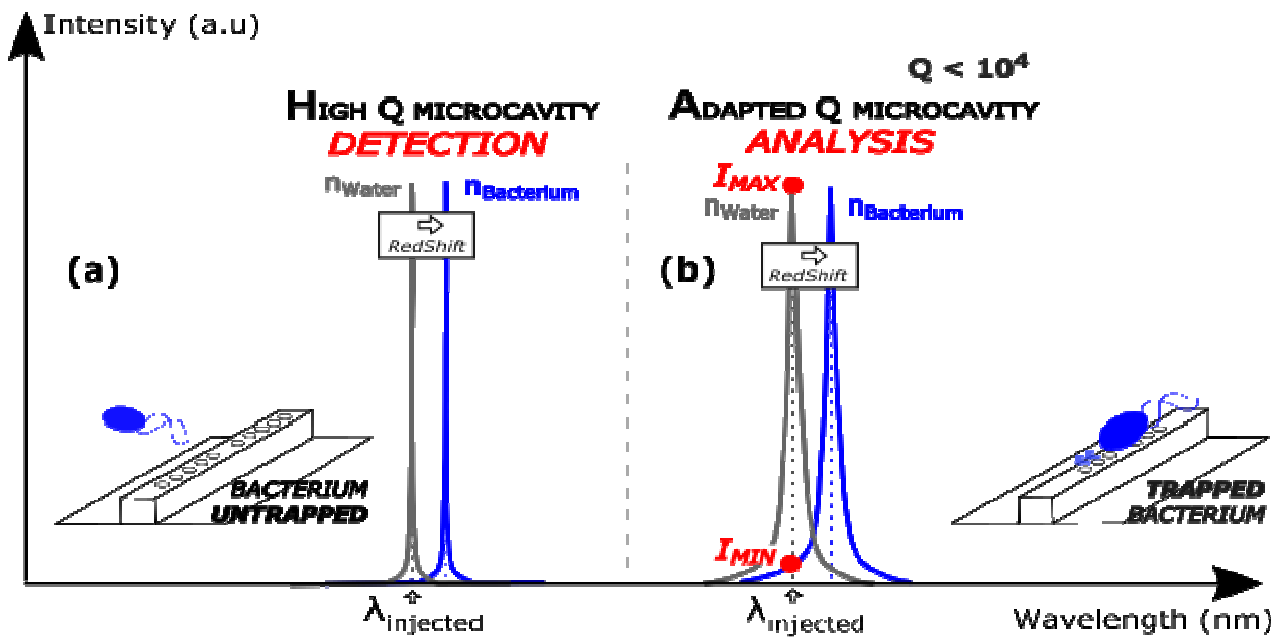 Intensity (a.u)
Q < 10⁴
HIGH Q MICROCAVITY
DETECTION
ADAPTED Q MICROCAVITY
ANALYSIS
nWater
nBacterium
IMAX
nWater
nBacterium
RedShift
RedShift
(a)
(b)
BACTERIUM
UNTRAPPED
TRAPPED
BACTERIUM
IMIN
λinjected
λinjected
Wavelength (nm)